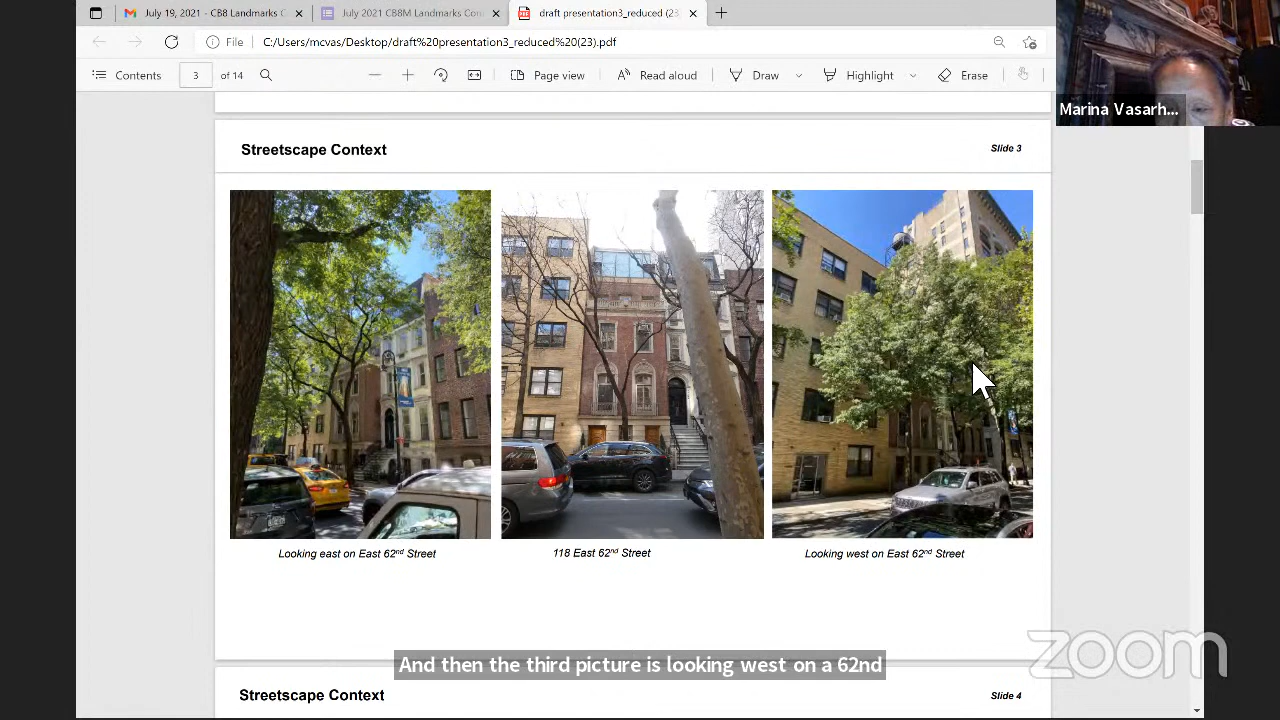 July 19, 2021 - CB8 Landmarks C
July 2021 CB8M Landmarks Con
draft presentation3_reduced (23)
File
C:/Users/mcvas/Desktop/draft%20presentation3_reduced%20(23).pdf
Contents
3
of 14
Page view
Read aloud
Draw
Highlight
Erase
Marina Vasarh...
Streetscape Context
Slide 3
Looking east on East 62nd Street
118 East 62nd Street
Looking west on East 62nd Street
And then the third picture is looking west on a 62nd
zoom
Streetscape Context
Slide 4